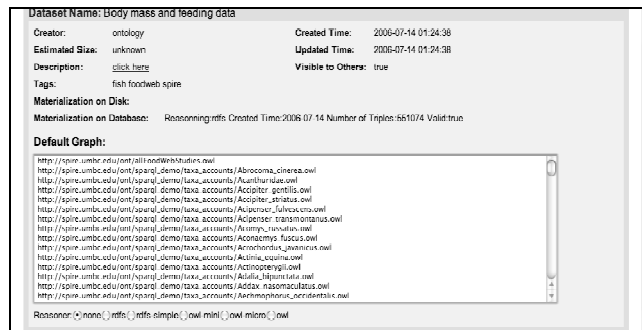 Dataset Name: Body mass and feeding data
Creator: ontology Created Time: 2006-07-14 01:24:38
Estimated Size: unknown Updated Time: 2006-07-14 01:24:38
Description: click here Visible to Others: true
Tags: fish foodweb spire
Materialization on Disk:
Materialization on Database: Reasonning:rdfs Created Time:2006-07-14 Number of Triples:551074 Valid:true
Default Graph:
http://spire.umbc.edu/ont/allFoodWebStudies.owl
http://spire.umbc.edu/ont/sparql_demo/taxa_accounts/Abrocoma_cinerea.owl
http://spire.umbc.edu/ont/sparql_demo/taxa_accounts/Acanthuridae.owl
http://spire.umbc.edu/ont/sparql_demo/taxa_accounts/Accipiter_gentilis.owl
http://spire.umbc.edu/ont/sparql_demo/taxa_accounts/Accipiter_striatus.owl
http://spire.umbc.edu/ont/sparql_demo/taxa_accounts/Acipenser_fulvescens.owl
http://spire.umbc.edu/ont/sparql_demo/taxa_accounts/Acipenser_transmontanus.owl
http://spire.umbc.edu/ont/sparql_demo/taxa_accounts/Acomys_russatus.owl
http://spire.umbc.edu/ont/sparql_demo/taxa_accounts/Aconaemys_fuscus.owl
http://spire.umbc.edu/ont/sparql_demo/taxa_accounts/Acrochordus_javanicus.owl
http://spire.umbc.edu/ont/sparql_demo/taxa_accounts/Actinia_equina.owl
http://spire.umbc.edu/ont/sparql_demo/taxa_accounts/Actinopterygii.owl
http://spire.umbc.edu/ont/sparql_demo/taxa_accounts/Adalia_bipunctata.owl
http://spire.umbc.edu/ont/sparql_demo/taxa_accounts/Addax_nasomaculatus.owl
http://spire.umbc.edu/ont/sparql_demo/taxa_accounts/Aechmophorus_occidentalis.owl
Reasoner: none rdfs rdfs-simple owl-mini owl-micro owl